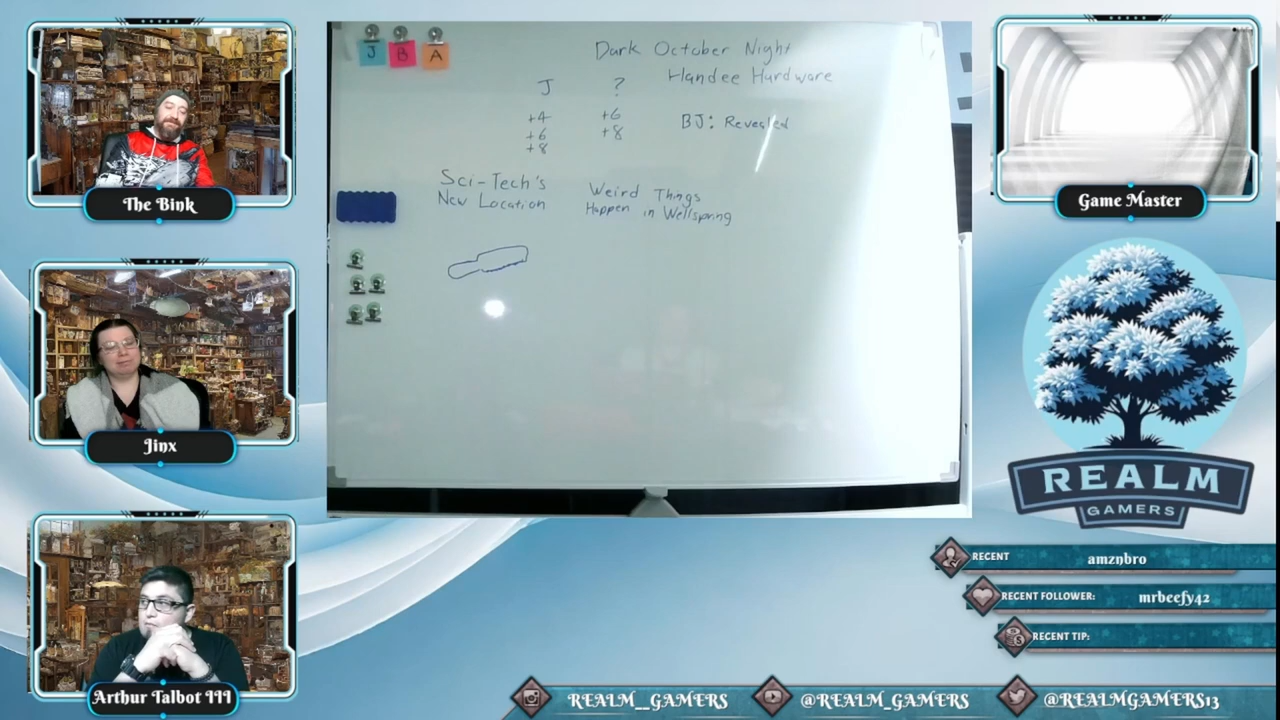 The Bink
Jinx
Arthur Talbot III
J B A
Dark October Night
Handee Hardware
J ?
+4 +6
+6 +8
+8
BJ: Revealed
Sci-Tech's
New Location
Weird Things
Happen in Wellspring
Game Master
REALM
GAMERS
RECENT amznbro
RECENT FOLLOWER: mrbeefy42
RECENT TIP:
REALM__GAMERS @REALM_GAMERS @REALMGAMERS13